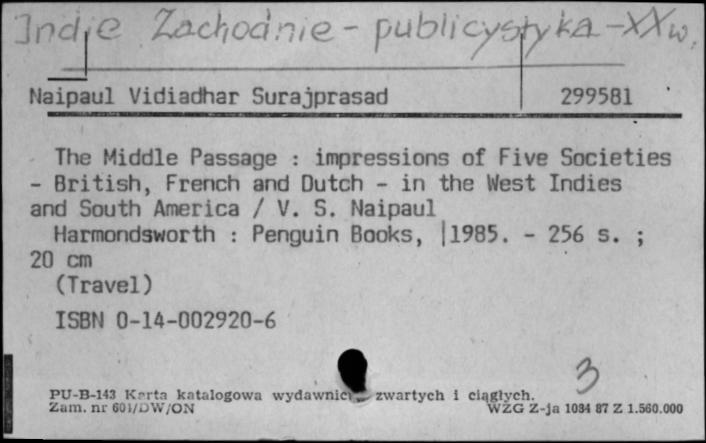 Indie Zachodnie - publicystyka - XX w.
Naipaul Vidiadhar Surajprasad 299581
The Middle Passage : impressions of Five Societies
- British, French and Dutch - in the West Indies
and South America / V. S. Naipaul
Harmondsworth : Penguin Books, |1985. - 256 s. ;
20 cm
(Travel)
ISBN 0-14-002920-6
3
PU-B-143 Karta katalogowa wydawnictw zwartych i ciągłych.
Zam. nr 601/DW/ON WZG Z-ja 1034 87 Z 1.560.000